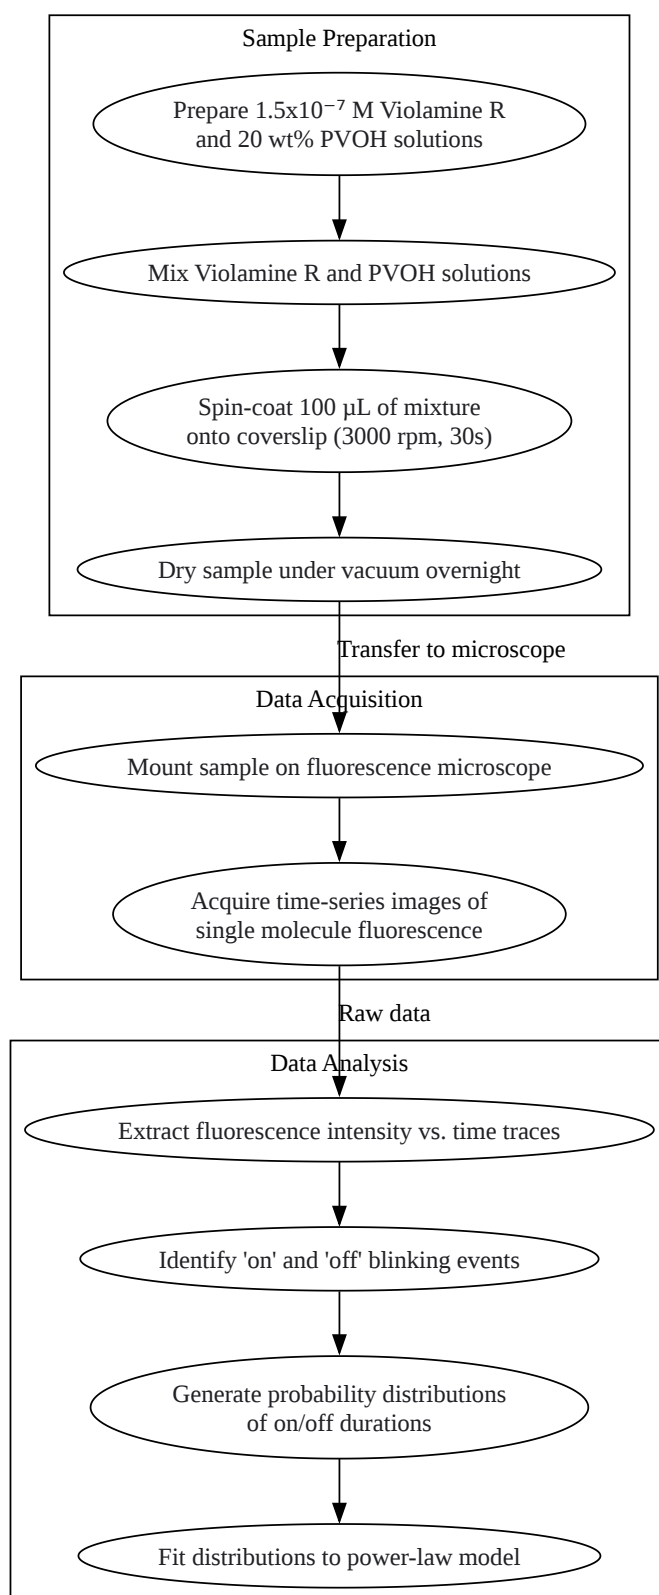 Sample Preparation
Prepare 1.5x10⁻⁷ M Violamine R
and 20 wt% PVOH solutions
Mix Violamine R and PVOH solutions
Spin-coat 100 µL of mixture
onto coverslip (3000 rpm, 30s)
Dry sample under vacuum overnight
Transfer to microscope
Data Acquisition
Mount sample on fluorescence microscope
Acquire time-series images of
single molecule fluorescence
Raw data
Data Analysis
Extract fluorescence intensity vs. time traces
Identify 'on' and 'off' blinking events
Generate probability distributions
of on/off durations
Fit distributions to power-law model